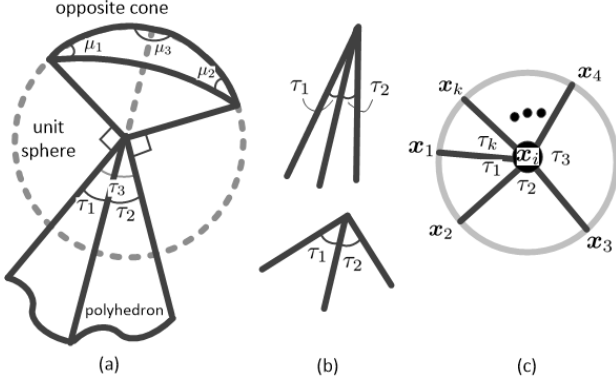 opposite cone
μ₁
μ₃
μ₂
unit
sphere
τ₃
τ₁
τ₂
polyhedron
(a)
τ₁
τ₂
τ₁
τ₂
(b)
x₄
xₖ
x₁
τₖ
xᵢ
τ₃
τ₁
τ₂
x₂
x₃
(c)